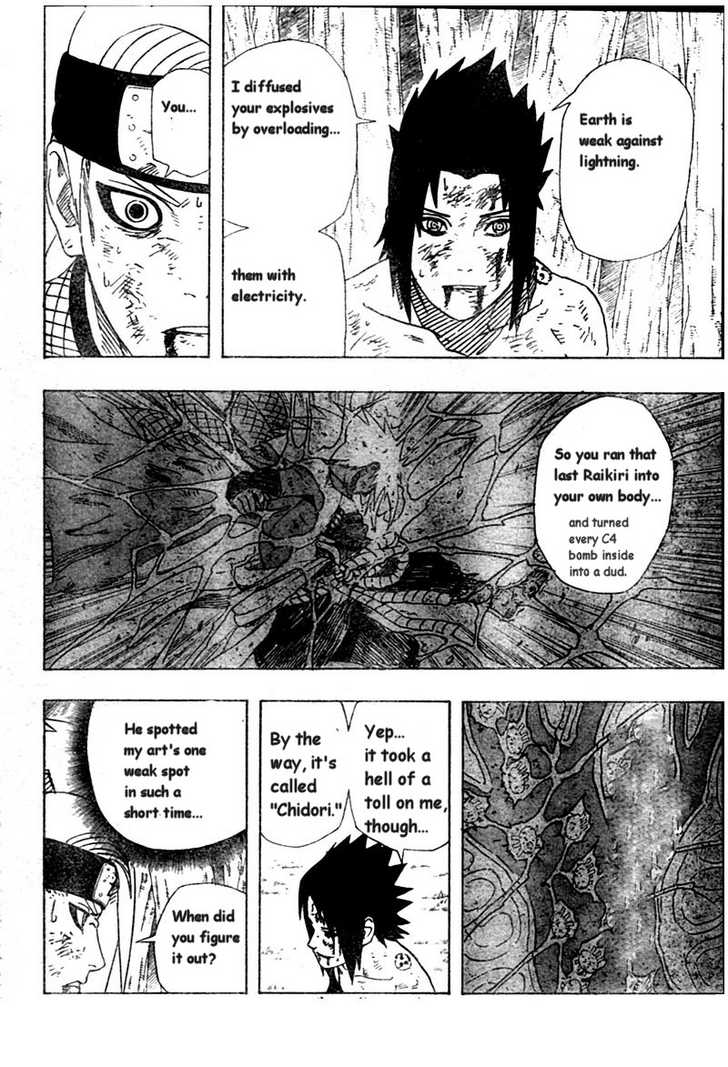 Earth is
weak against
lightning.
I diffused
your explosives
by overloading...
them with
electricity.
You...
So you ran that
last Raikiri into
your own body...
and turned
every C4
bomb inside
into a dud.
Yep...
it took a
hell of a
toll on me,
though...
By the
way, it's
called
"Chidori."
He spotted
my art's one
weak spot
in such a
short time...
When did
you figure
it out?